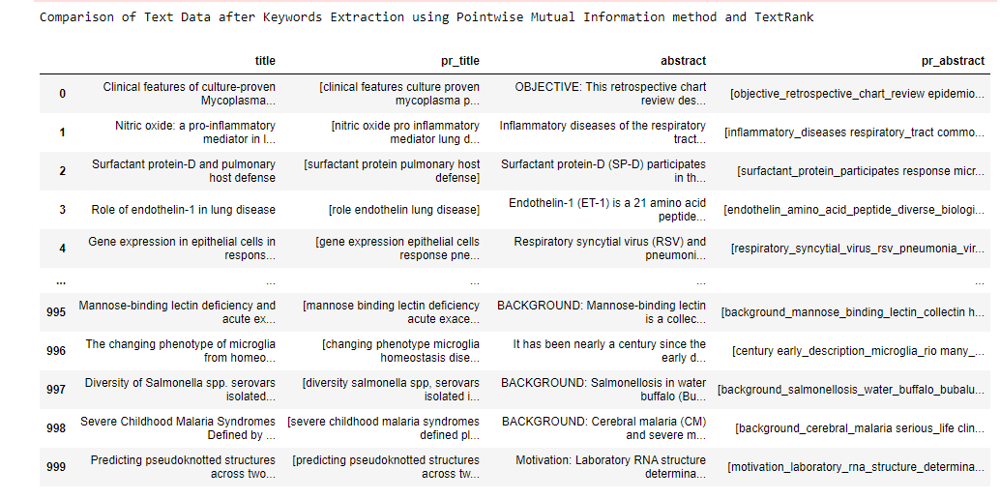 Comparison of Text Data after Keywords Extraction using Pointwise Mutual Information method and TextRank
title pr_title abstract pr_abstract
0 Clinical features of culture-proven Mycoplasma... [clinical features culture proven mycoplasma p... OBJECTIVE: This retrospective chart review des... [objective_retrospective_chart_review epidemio...
1 Nitric oxide: a pro-inflammatory mediator in l... [nitric oxide pro inflammatory mediator lung d... Inflammatory diseases of the respiratory tract... [inflammatory_diseases respiratory_tract commo...
2 Surfactant protein-D and pulmonary host defense [surfactant protein pulmonary host defense] Surfactant protein-D (SP-D) participates in th... [surfactant_protein_participates response micr...
3 Role of endothelin-1 in lung disease [role endothelin lung disease] Endothelin-1 (ET-1) is a 21 amino acid peptide... [endothelin_amino_acid_peptide_diverse_biologi...
4 Gene expression in epithelial cells in respons... [gene expression epithelial cells response pne... Respiratory syncytial virus (RSV) and pneumoni... [respiratory_syncytial_virus_rsv_pneumonia_vir...
... ... ... ... ...
995 Mannose-binding lectin deficiency and acute ex... [mannose binding lectin deficiency acute exace... BACKGROUND: Mannose-binding lectin is a collec... [background_mannose_binding_lectin_collectin h...
996 The changing phenotype of microglia from homeo... [changing phenotype microglia homeostasis dise... It has been nearly a century since the early d... [century early_description_microglia_rio many_...
997 Diversity of Salmonella spp. serovars isolated... [diversity salmonella spp, serovars isolated i... BACKGROUND: Salmonellosis in water buffalo (Bu... [background_salmonellosis_water_buffalo_bubalu...
998 Severe Childhood Malaria Syndromes Defined by ... [severe childhood malaria syndromes defined pl... BACKGROUND: Cerebral malaria (CM) and severe m... [background_cerebral_malaria serious_life clin...
999 Predicting pseudoknotted structures across two... [predicting pseudoknotted structures across tw... Motivation: Laboratory RNA structure determina... [motivation_laboratory_rna_structure_determina...